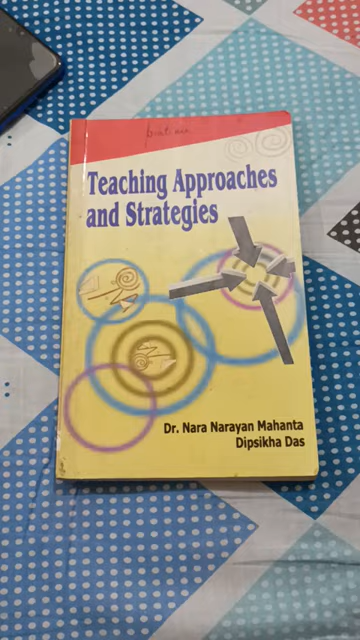 Teaching Approaches
and Strategies
Dr. Nara Narayan Mahanta
Dipsikha Das